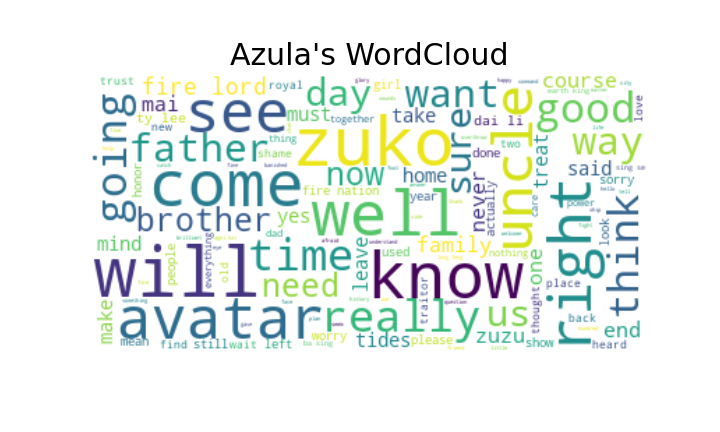 Azula's WordCloud
trust fire lord royal day girl want course earth king
mai see must together take good love
ty lee father zuko sure dai li uncle way
going new thing shame now home done two treat said
honor come fire nation year never actually sorry
brother yes well care power look think
mind time dad leave family nothing one right
people everything old need used know thought place
will afraid understand traitor back
make avatar really us end
mean find still wait left worry tides please zuzu show heard